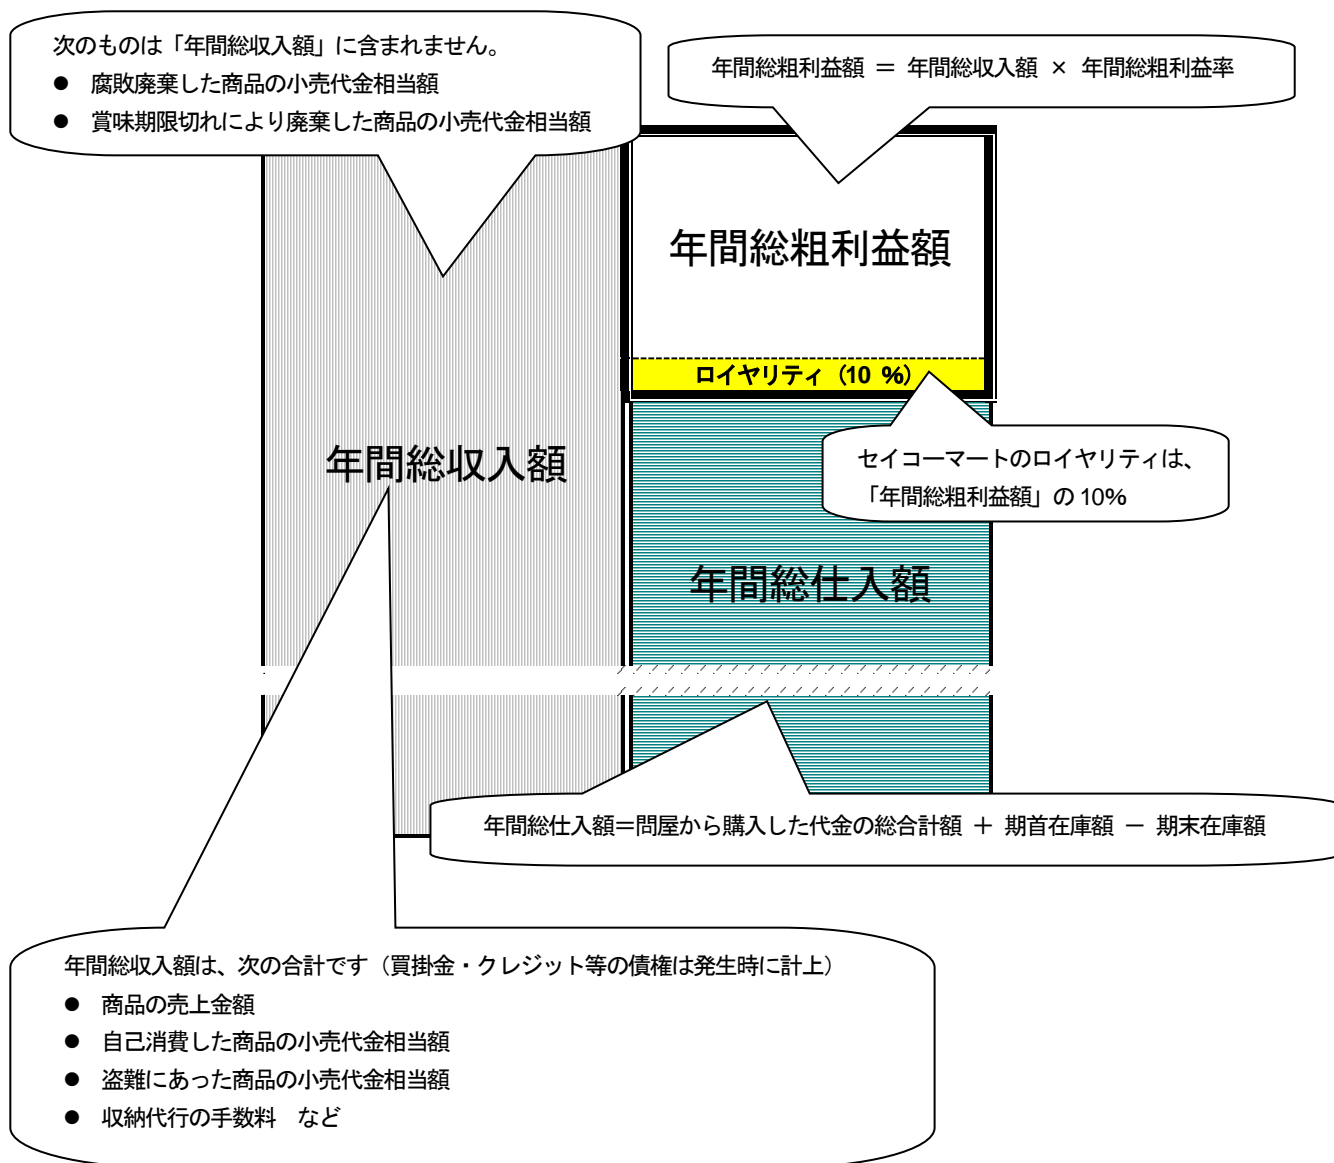 次のものは「年間総収入額」に含まれません。
● 腐敗廃棄した商品の小売代金相当額
● 賞味期限切れにより廃棄した商品の小売代金相当額
年間総粗利益額 = 年間総収入額 × 年間総粗利益率
年間総粗利益額
ロイヤリティ（10 %）
年間総収入額
セイコーマートのロイヤリティは、
「年間総粗利益額」の 10%
年間総仕入額
年間総仕入額＝問屋から購入した代金の総合計額 ＋ 期首在庫額 － 期末在庫額
年間総収入額は、次の合計です（買掛金・クレジット等の債権は発生時に計上）
● 商品の売上金額
● 自己消費した商品の小売代金相当額
● 盗難にあった商品の小売代金相当額
● 収納代行の手数料　など